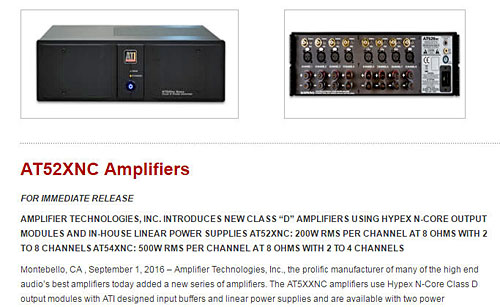 ATI
AT52XNC Amplifiers
FOR IMMEDIATE RELEASE
AMPLIFIER TECHNOLOGIES, INC. INTRODUCES NEW CLASS “D” AMPLIFIERS USING HYPEX N-CORE OUTPUT
MODULES AND IN-HOUSE LINEAR POWER SUPPLIES AT52XNC: 200W RMS PER CHANNEL AT 8 OHMS WITH 2
TO 8 CHANNELS AT54XNC: 500W RMS PER CHANNEL AT 8 OHMS WITH 2 TO 4 CHANNELS
Montebello, CA , September 1, 2016 – Amplifier Technologies, Inc., the prolific manufacturer of many of the high end
audio’s best amplifiers today added a new series of amplifiers. The AT5XXNC amplifiers use Hypex N-Core Class D
output modules with ATI designed input buffers and linear power supplies and are available with two power